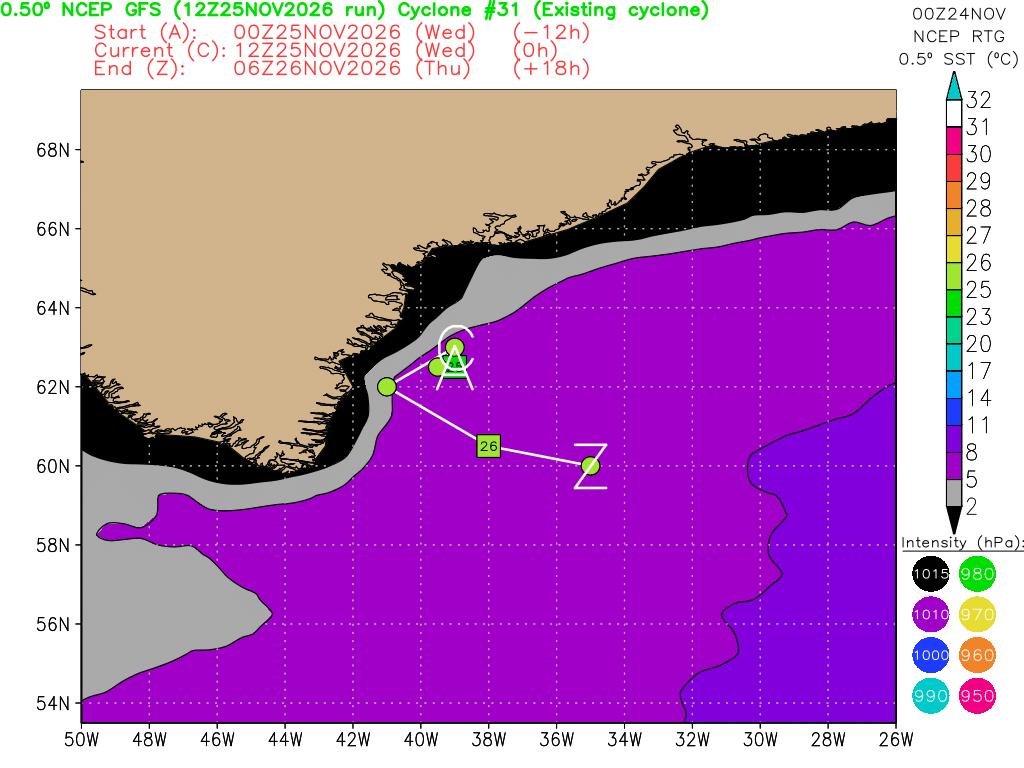 0.50º NCEP GFS (12Z25NOV2026 run) Cyclone #31 (Existing cyclone)
Start (A): 00Z25NOV2026 (Wed) (−12h)
Current (C): 12Z25NOV2026 (Wed) (0h)
End (Z): 06Z26NOV2026 (Thu) (+18h)
00Z24NOV
NCEP RTG
0.5º SST (ºC)
32
31
30
29
28
27
26
25
23
20
17
14
11
8
5
2
68N
66N
64N
62N
60N
58N
56N
54N
C
A
26
Z
50W 48W 46W 44W 42W 40W 38W 36W 34W 32W 30W 28W 26W
Intensity (hPa):
1015 980
1010 970
1000 960
990 950